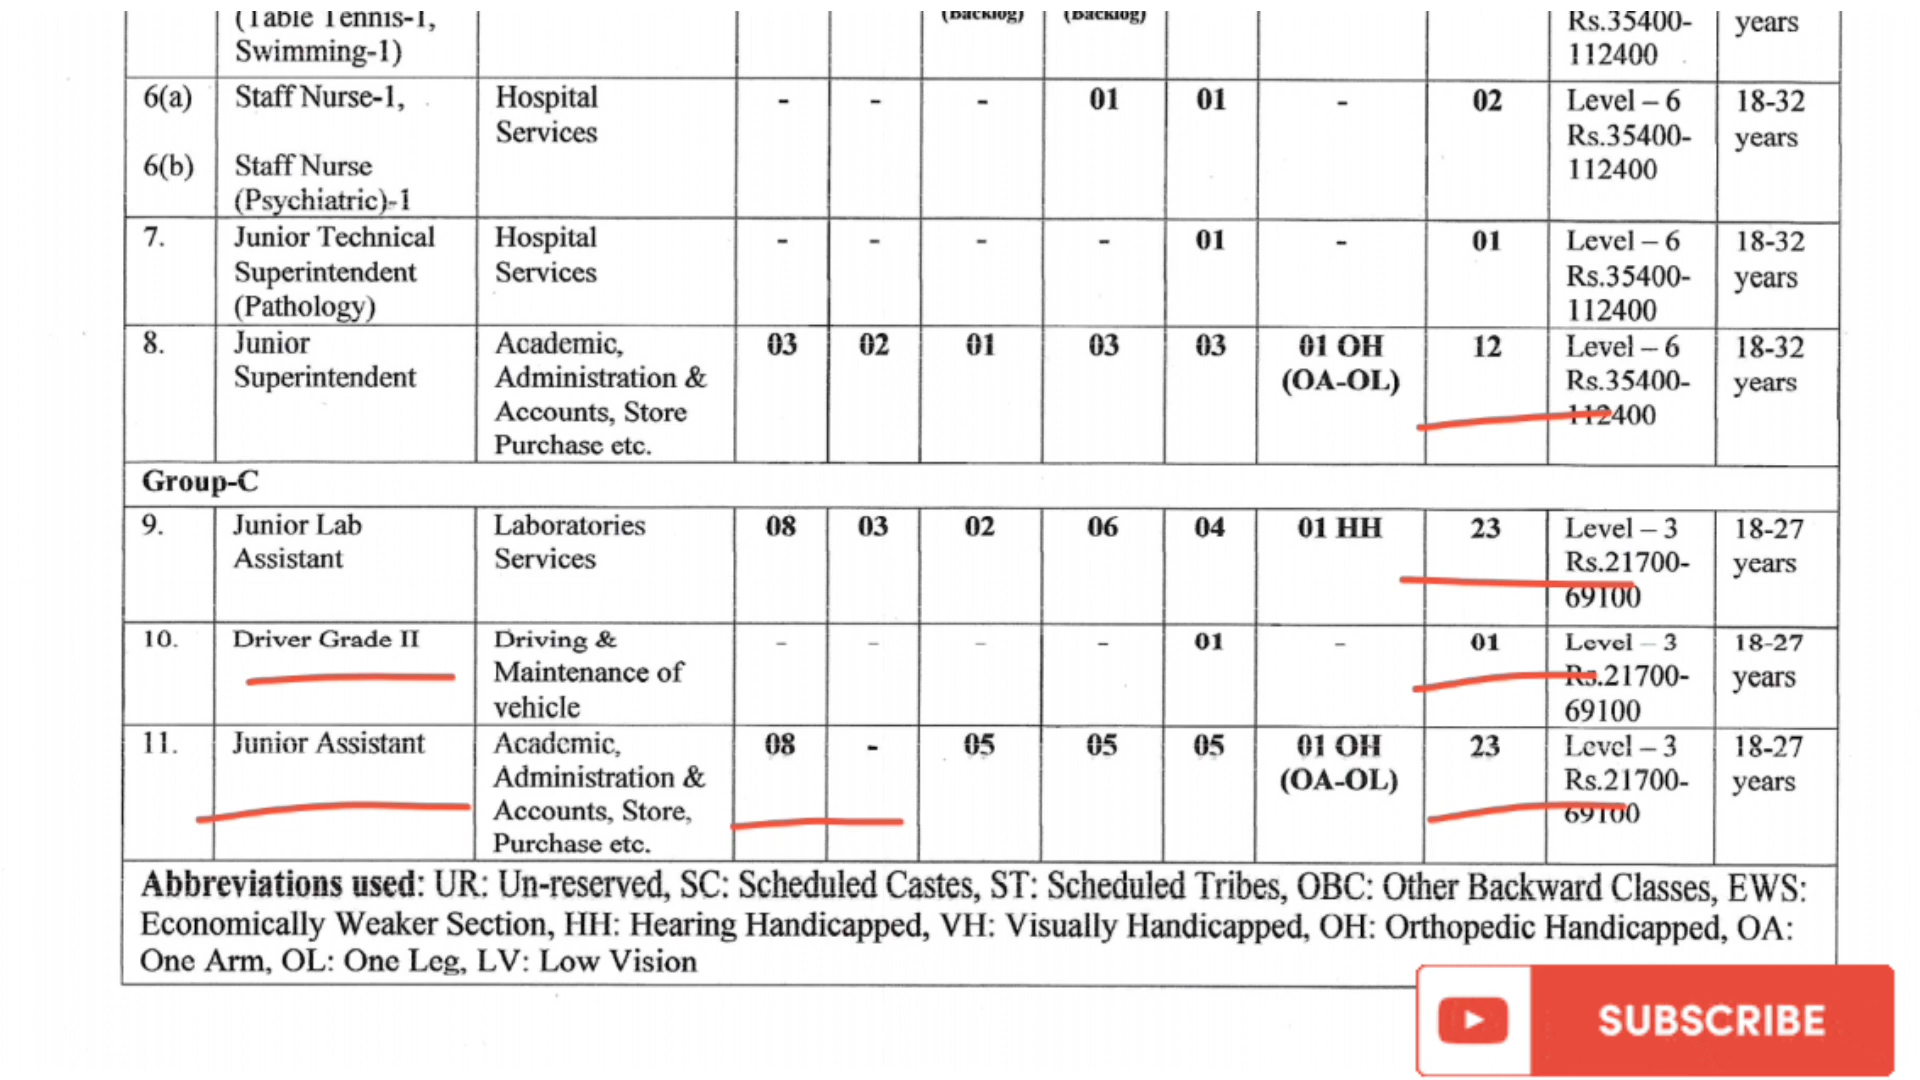 (Table Tennis-1, (Backlog) (Backlog) Rs.35400- years
Swimming-1) 112400
6(a) Staff Nurse-1, Hospital - - - 01 01 - 02 Level – 6 18-32
Services Rs.35400- years
6(b) Staff Nurse 112400
(Psychiatric)-1
7. Junior Technical Hospital - - - - 01 - 01 Level – 6 18-32
Superintendent Services Rs.35400- years
(Pathology) 112400
8. Junior Academic, 03 02 01 03 03 01 OH 12 Level – 6 18-32
Superintendent Administration & (OA-OL) Rs.35400- years
Accounts, Store 112400
Purchase etc.
Group-C
9. Junior Lab Laboratories 08 03 02 06 04 01 HH 23 Level – 3 18-27
Assistant Services Rs.21700- years
69100
10. Driver Grade II Driving & - - - - 01 - 01 Level – 3 18-27
Maintenance of Rs.21700- years
vehicle 69100
11. Junior Assistant Academic, 08 - 05 05 05 01 OH 23 Level – 3 18-27
Administration & (OA-OL) Rs.21700- years
Accounts, Store, 69100
Purchase etc.
Abbreviations used: UR: Un-reserved, SC: Scheduled Castes, ST: Scheduled Tribes, OBC: Other Backward Classes, EWS:
Economically Weaker Section, HH: Hearing Handicapped, VH: Visually Handicapped, OH: Orthopedic Handicapped, OA:
One Arm, OL: One Leg, LV: Low Vision
SUBSCRIBE